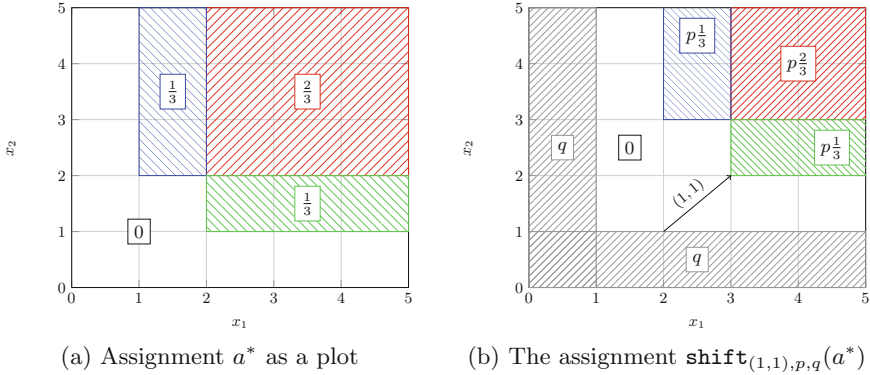 5
4
3
2
1
0
x₂
1/3
2/3
1/3
0
0
1
2
3
4
5
x₁
(a) Assignment a* as a plot
5
4
3
2
1
0
x₂
p1/3
p2/3
q
0
p1/3
(1, 1)
q
0
1
2
3
4
5
x₁
(b) The assignment shift₍₁,₁₎,p,q(a*)